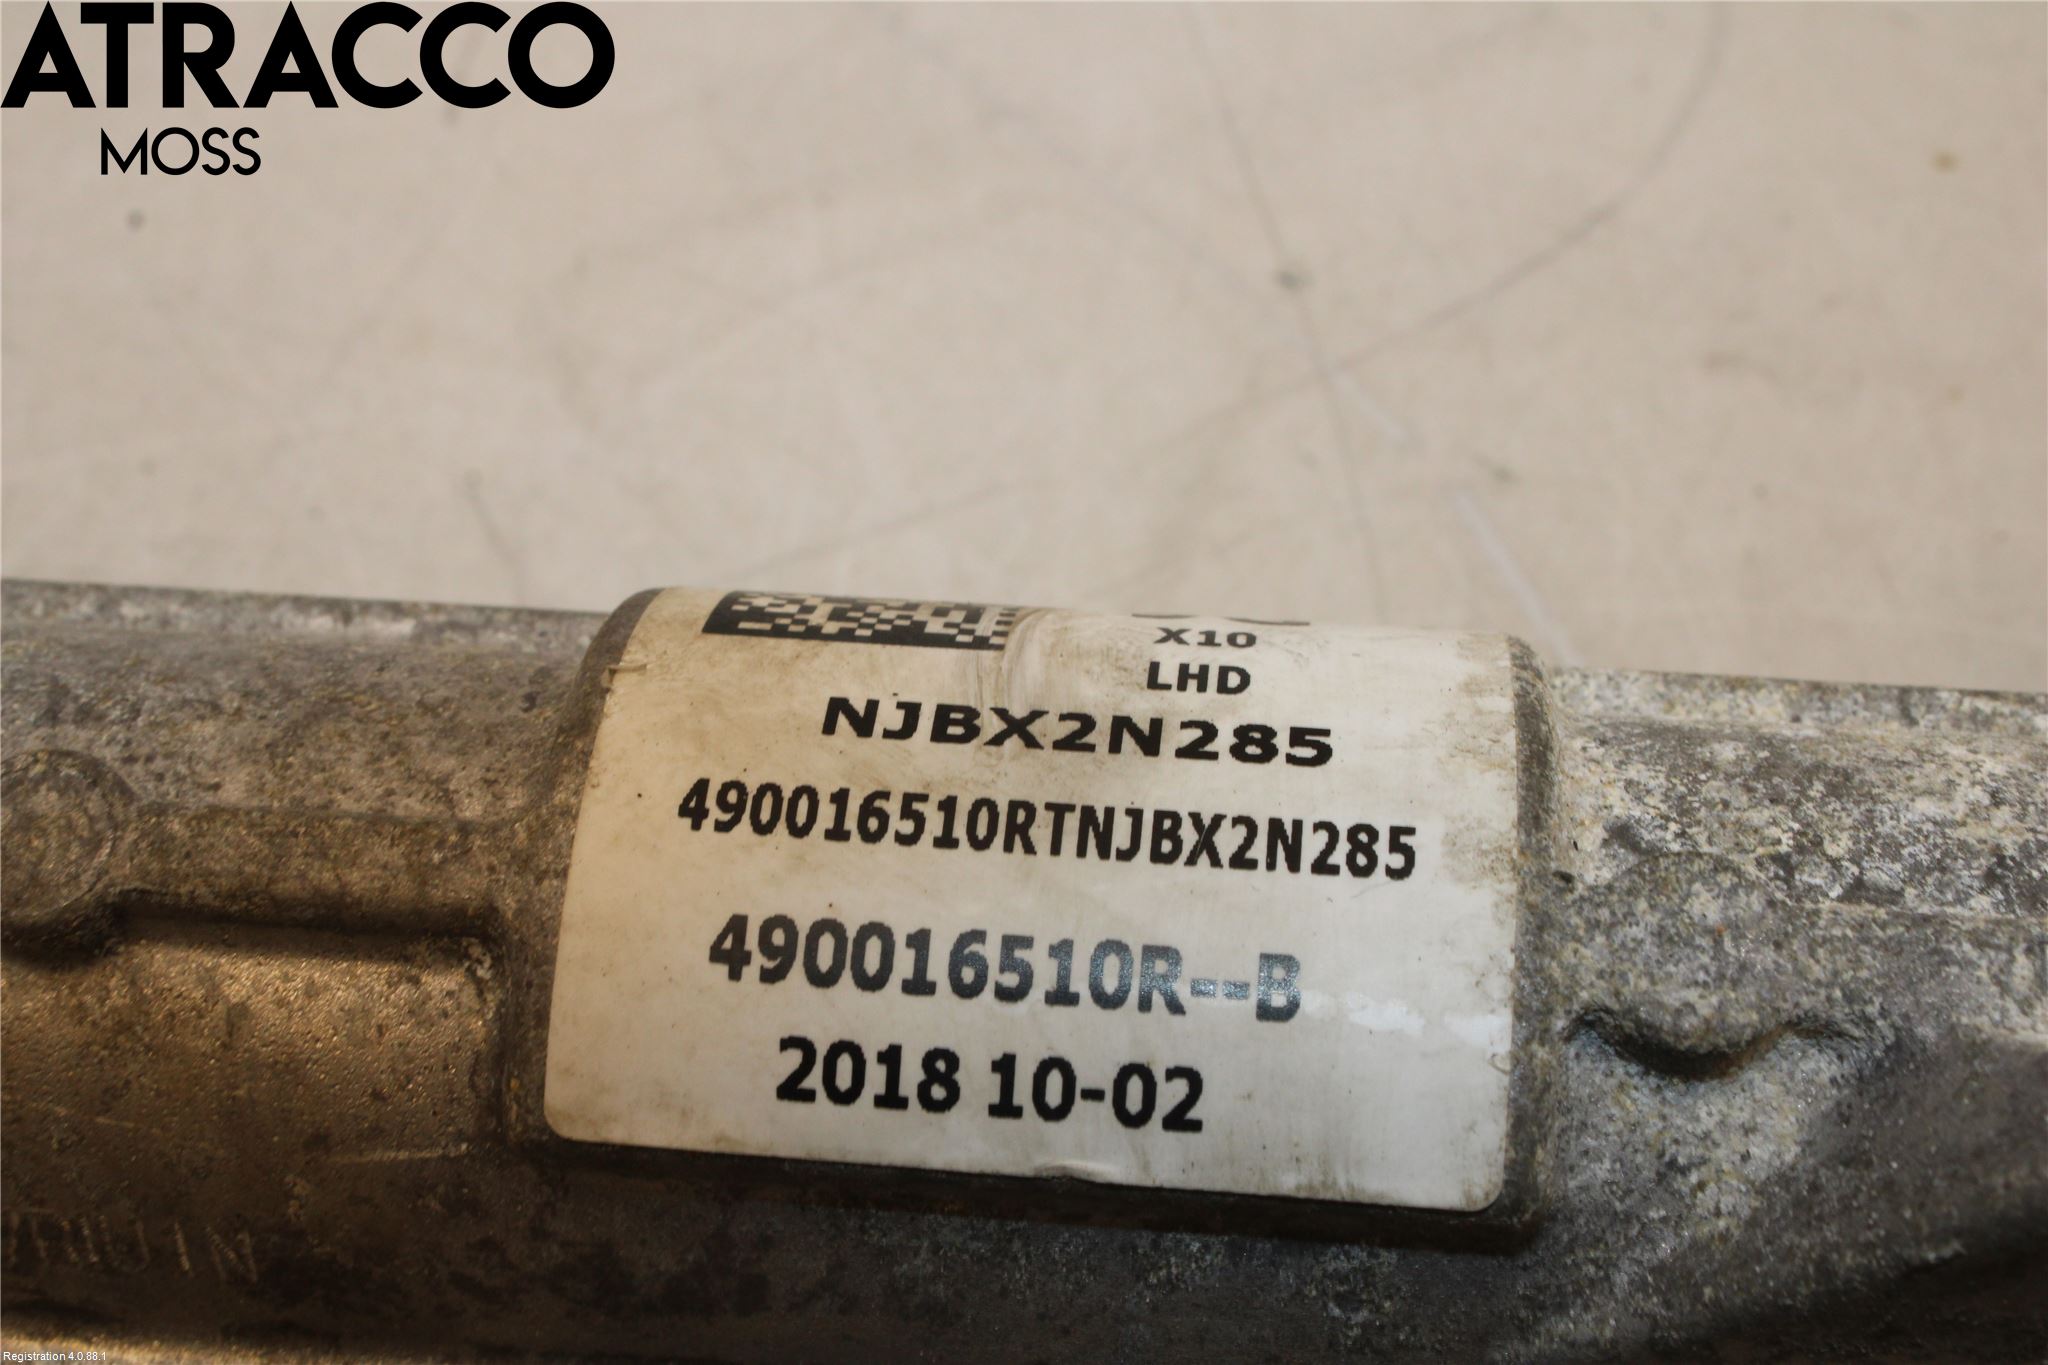 ATRACCO
MOSS
X10
LHD
NJBX2N285
490016510RTNJBX2N285
490016510R--B
2018 10-02
Registration 4.0.88.1